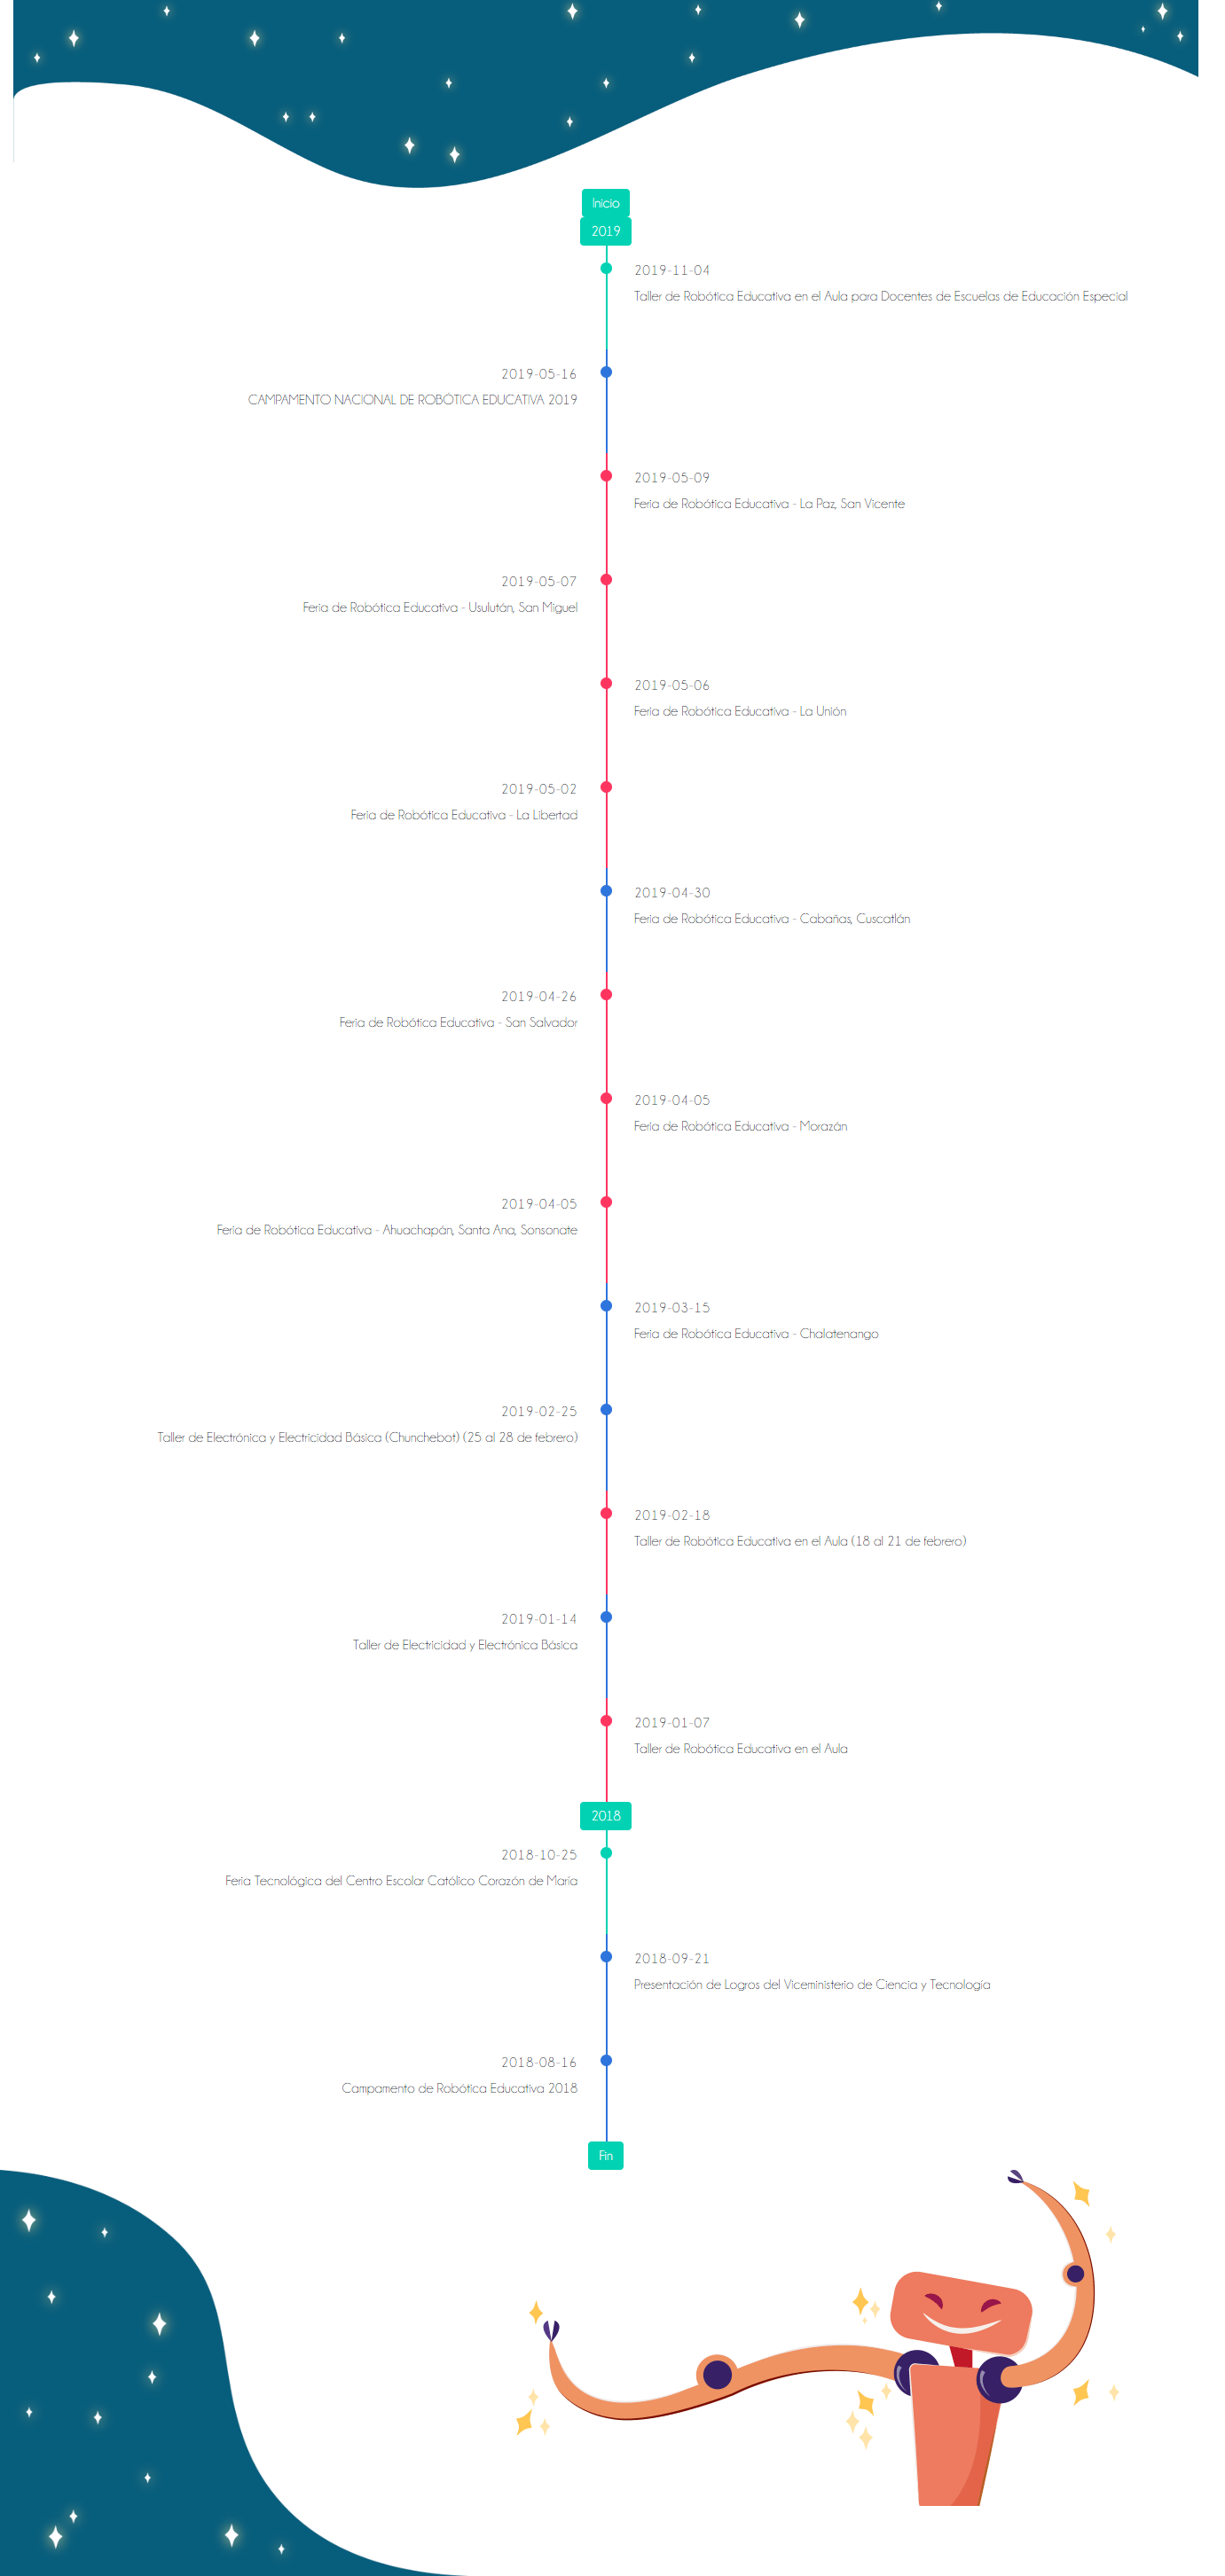 Inicio
2019
2019-11-04
Taller de Robótica Educativa en el Aula para Docentes de Escuelas de Educación Especial
2019-05-16
CAMPAMENTO NACIONAL DE ROBÓTICA EDUCATIVA 2019
2019-05-09
Feria de Robótica Educativa - La Paz, San Vicente
2019-05-07
Feria de Robótica Educativa - Usulután, San Miguel
2019-05-06
Feria de Robótica Educativa - La Unión
2019-05-02
Feria de Robótica Educativa - La Libertad
2019-04-30
Feria de Robótica Educativa - Cabañas, Cuscatlán
2019-04-26
Feria de Robótica Educativa - San Salvador
2019-04-05
Feria de Robótica Educativa - Morazán
2019-04-05
Feria de Robótica Educativa - Ahuachapán, Santa Ana, Sonsonate
2019-03-15
Feria de Robótica Educativa - Chalatenango
2019-02-25
Taller de Electrónica y Electricidad Básica (Chunchebot) (25 al 28 de febrero)
2019-02-18
Taller de Robótica Educativa en el Aula (18 al 21 de febrero)
2019-01-14
Taller de Electricidad y Electrónica Básica
2019-01-07
Taller de Robótica Educativa en el Aula
2018
2018-10-25
Feria Tecnológica del Centro Escolar Católico Corazón de María
2018-09-21
Presentación de Logros del Viceministerio de Ciencia y Tecnología
2018-08-16
Campamento de Robótica Educativa 2018
Fin